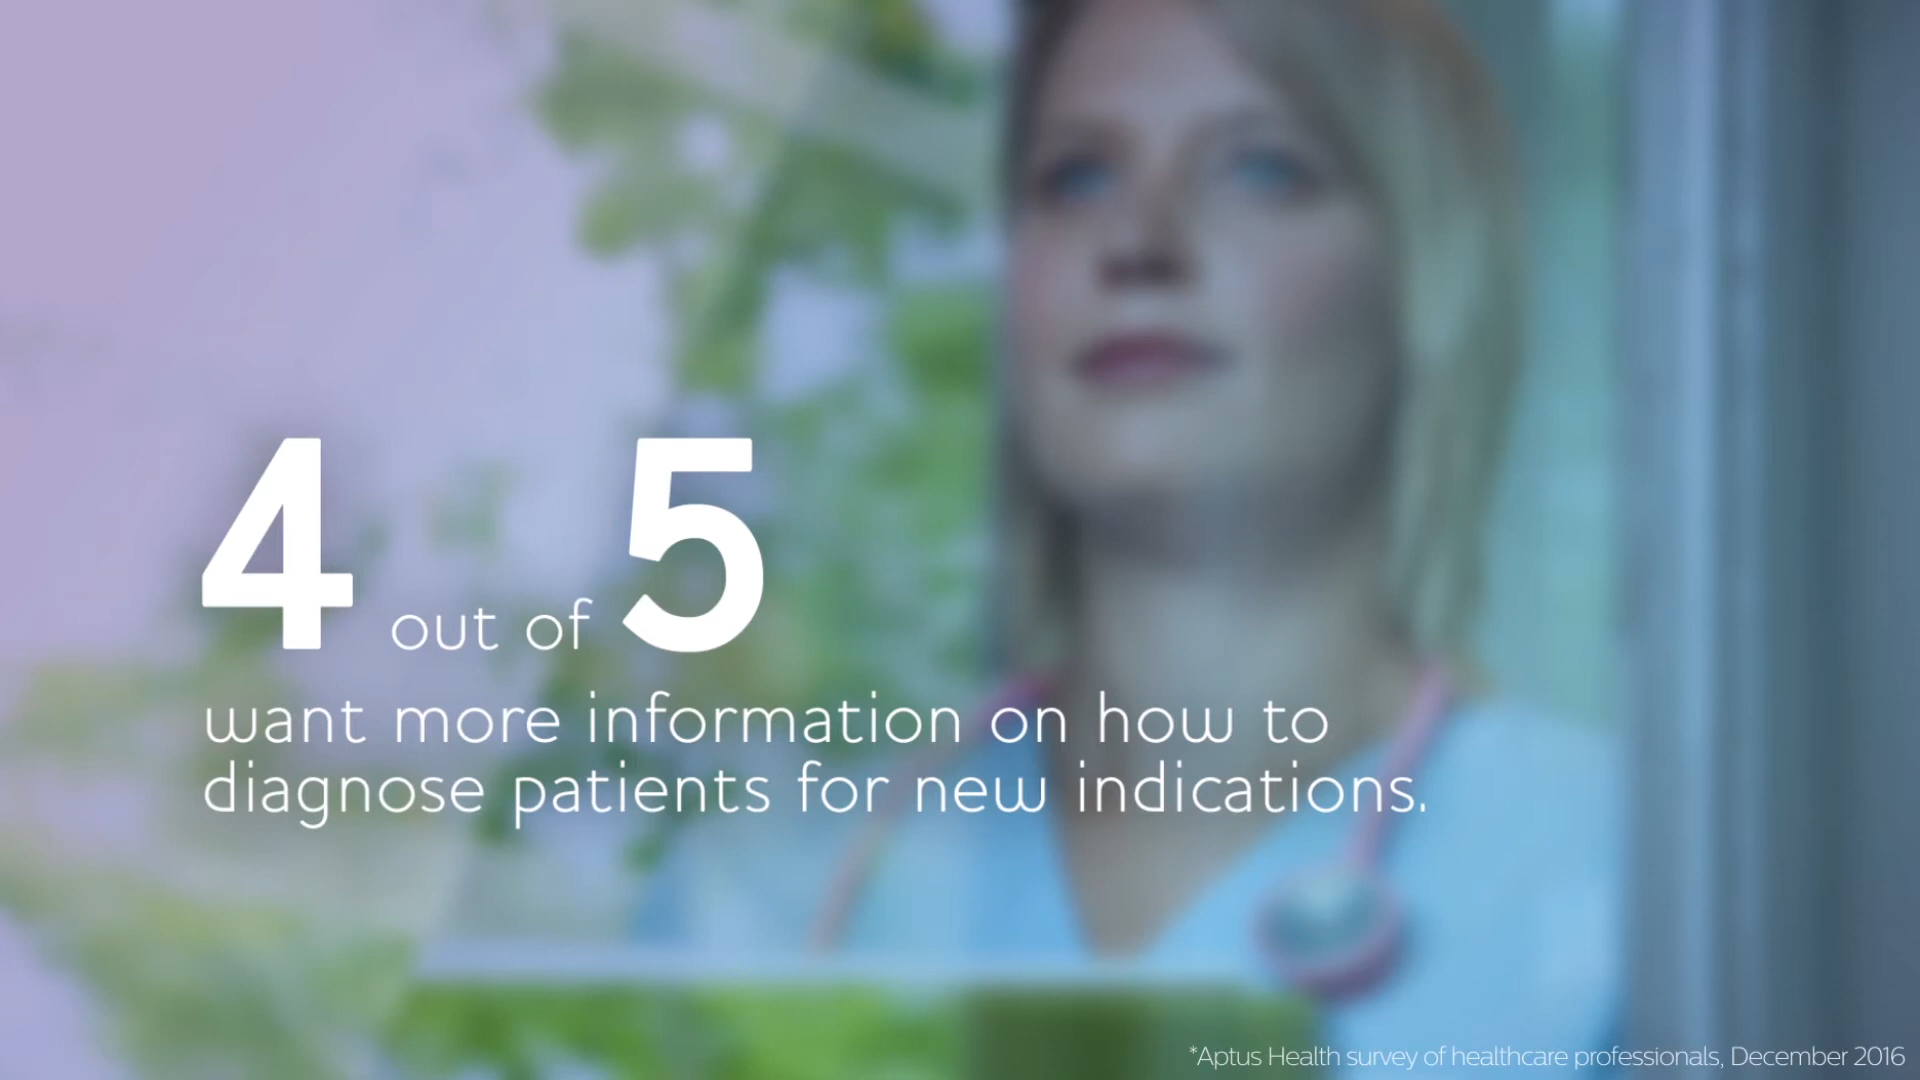 4 out of 5
want more information on how to
diagnose patients for new indications.
*Aptus Health survey of healthcare professionals, December 2016